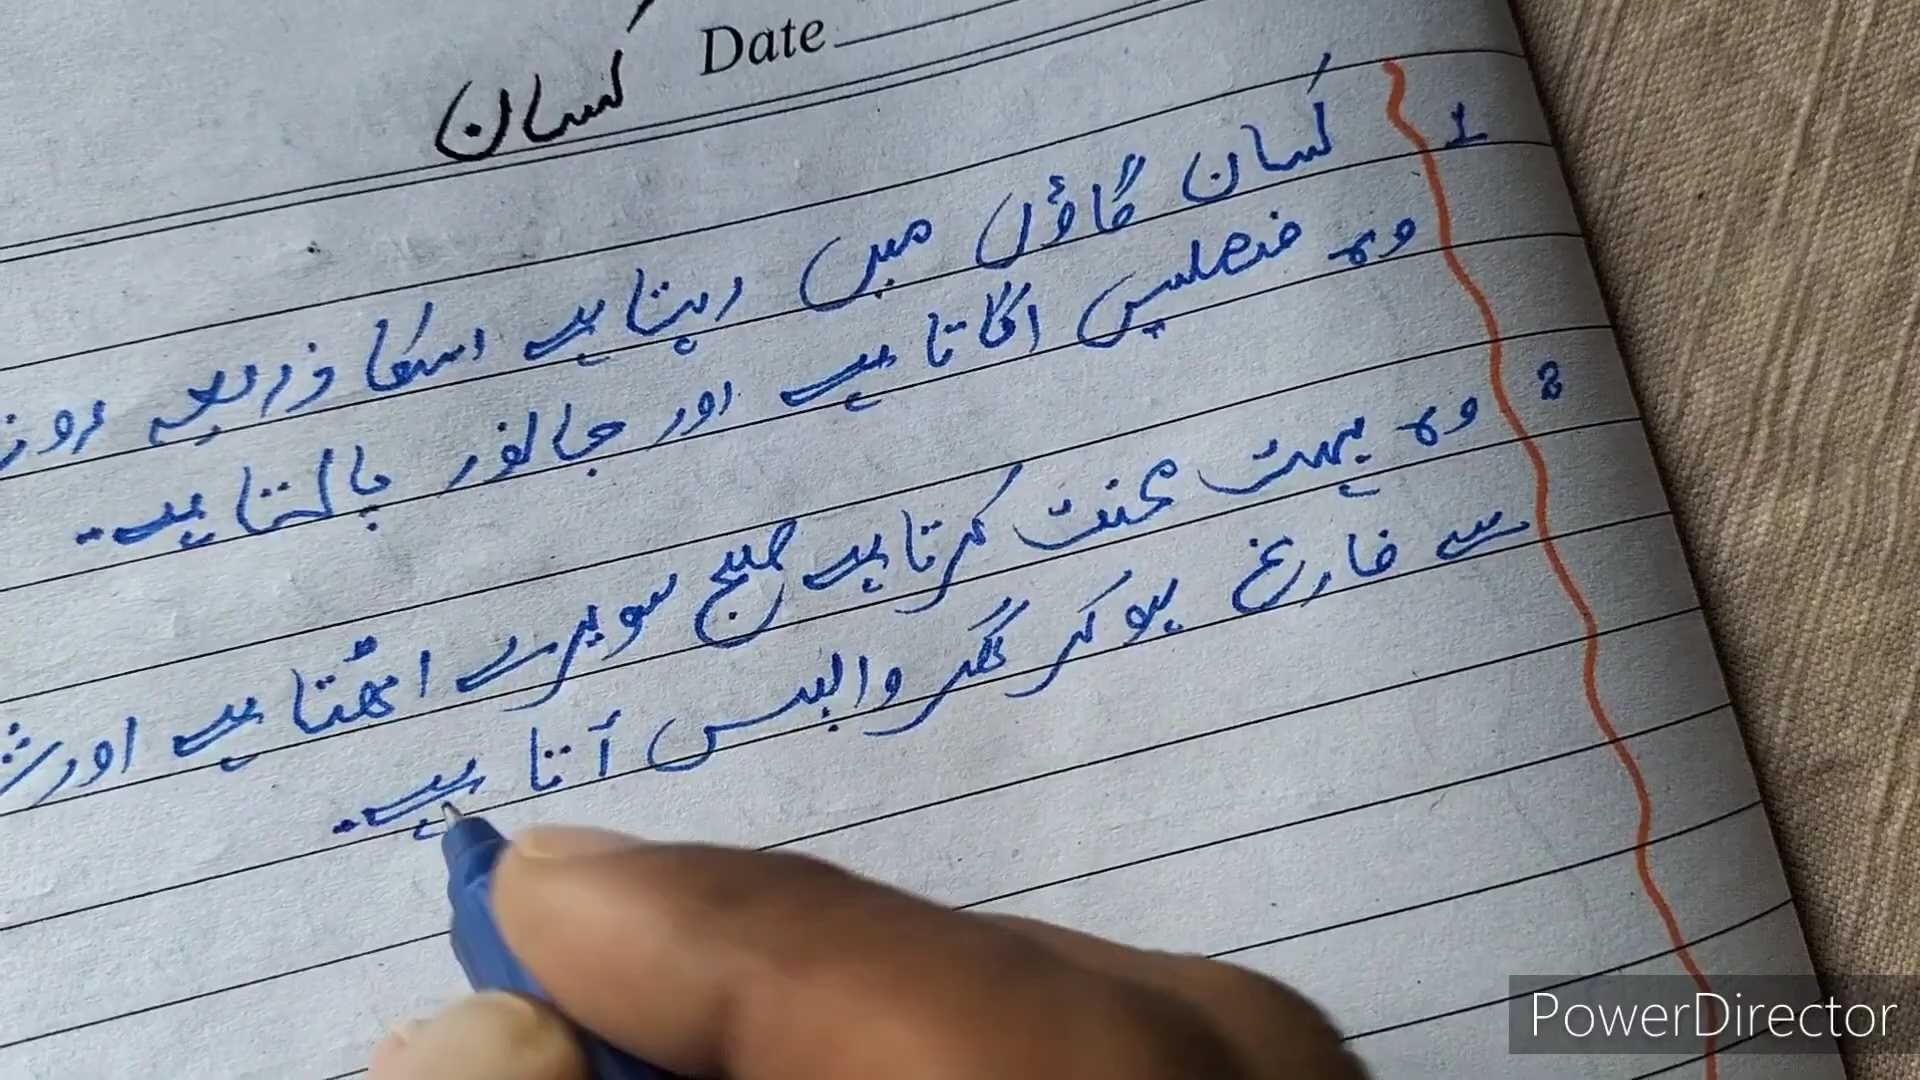 Date
کسان
1 کسان گاؤں میں رہتا ہے اسکا ذریعہ
وہ فصلیں اگاتا ہے اور جانور پالتا ہے۔
2 وہ بہت محنت کرتا ہے صبح سویرے اٹھتا ہے اور
سے فارغ ہو کر گھر واپس آتا ہے۔
PowerDirector